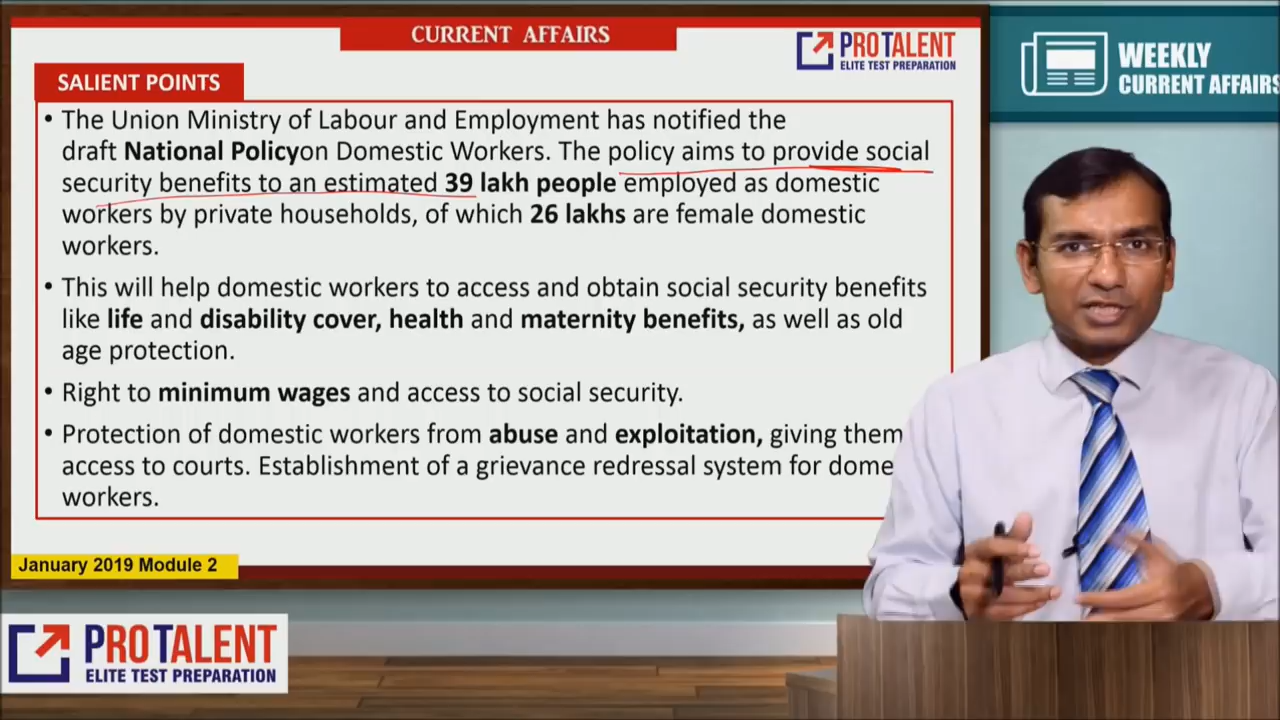 CURRENT AFFAIRS
PROTALENT
ELITE TEST PREPARATION
WEEKLY
CURRENT AFFAIRS
SALIENT POINTS
• The Union Ministry of Labour and Employment has notified the
draft National Policyon Domestic Workers. The policy aims to provide social
security benefits to an estimated 39 lakh people employed as domestic
workers by private households, of which 26 lakhs are female domestic
workers.
• This will help domestic workers to access and obtain social security benefits
like life and disability cover, health and maternity benefits, as well as old
age protection.
• Right to minimum wages and access to social security.
• Protection of domestic workers from abuse and exploitation, giving them
access to courts. Establishment of a grievance redressal system for dome
workers.
January 2019 Module 2
PROTALENT
ELITE TEST PREPARATION